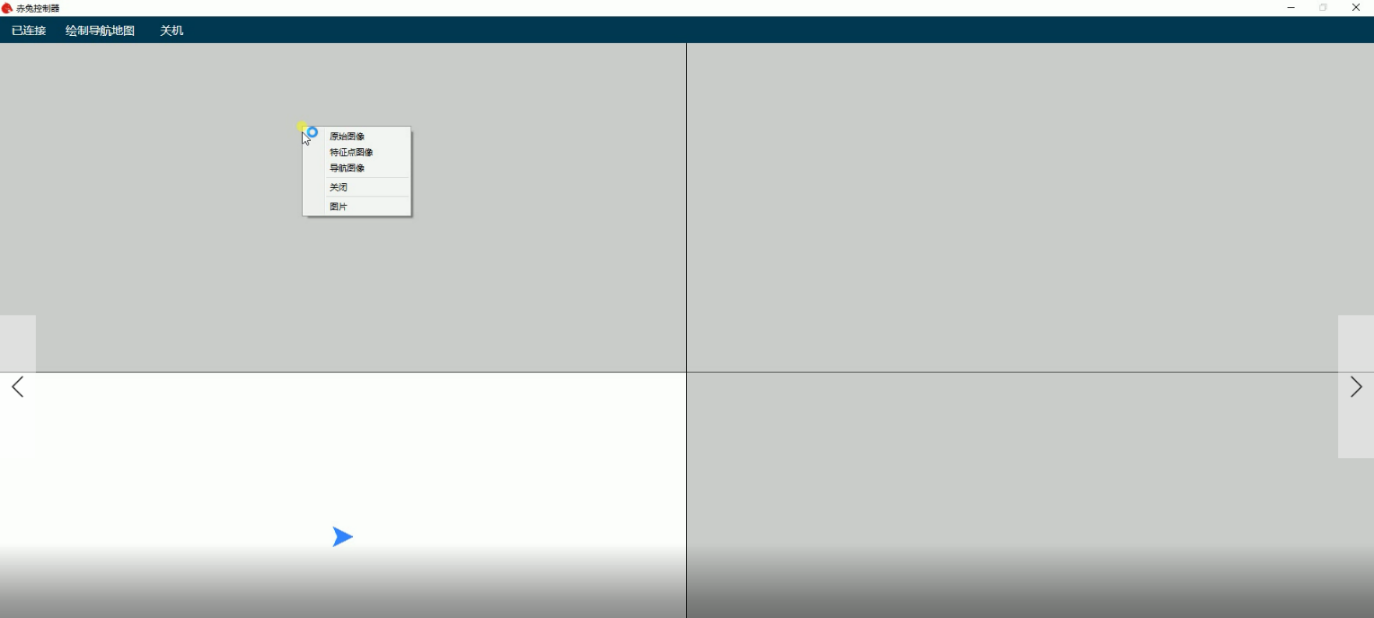 赤兔控制器
已连接 绘制导航地图 关机
原始图像
特征点图像
导航图像
关闭
图片